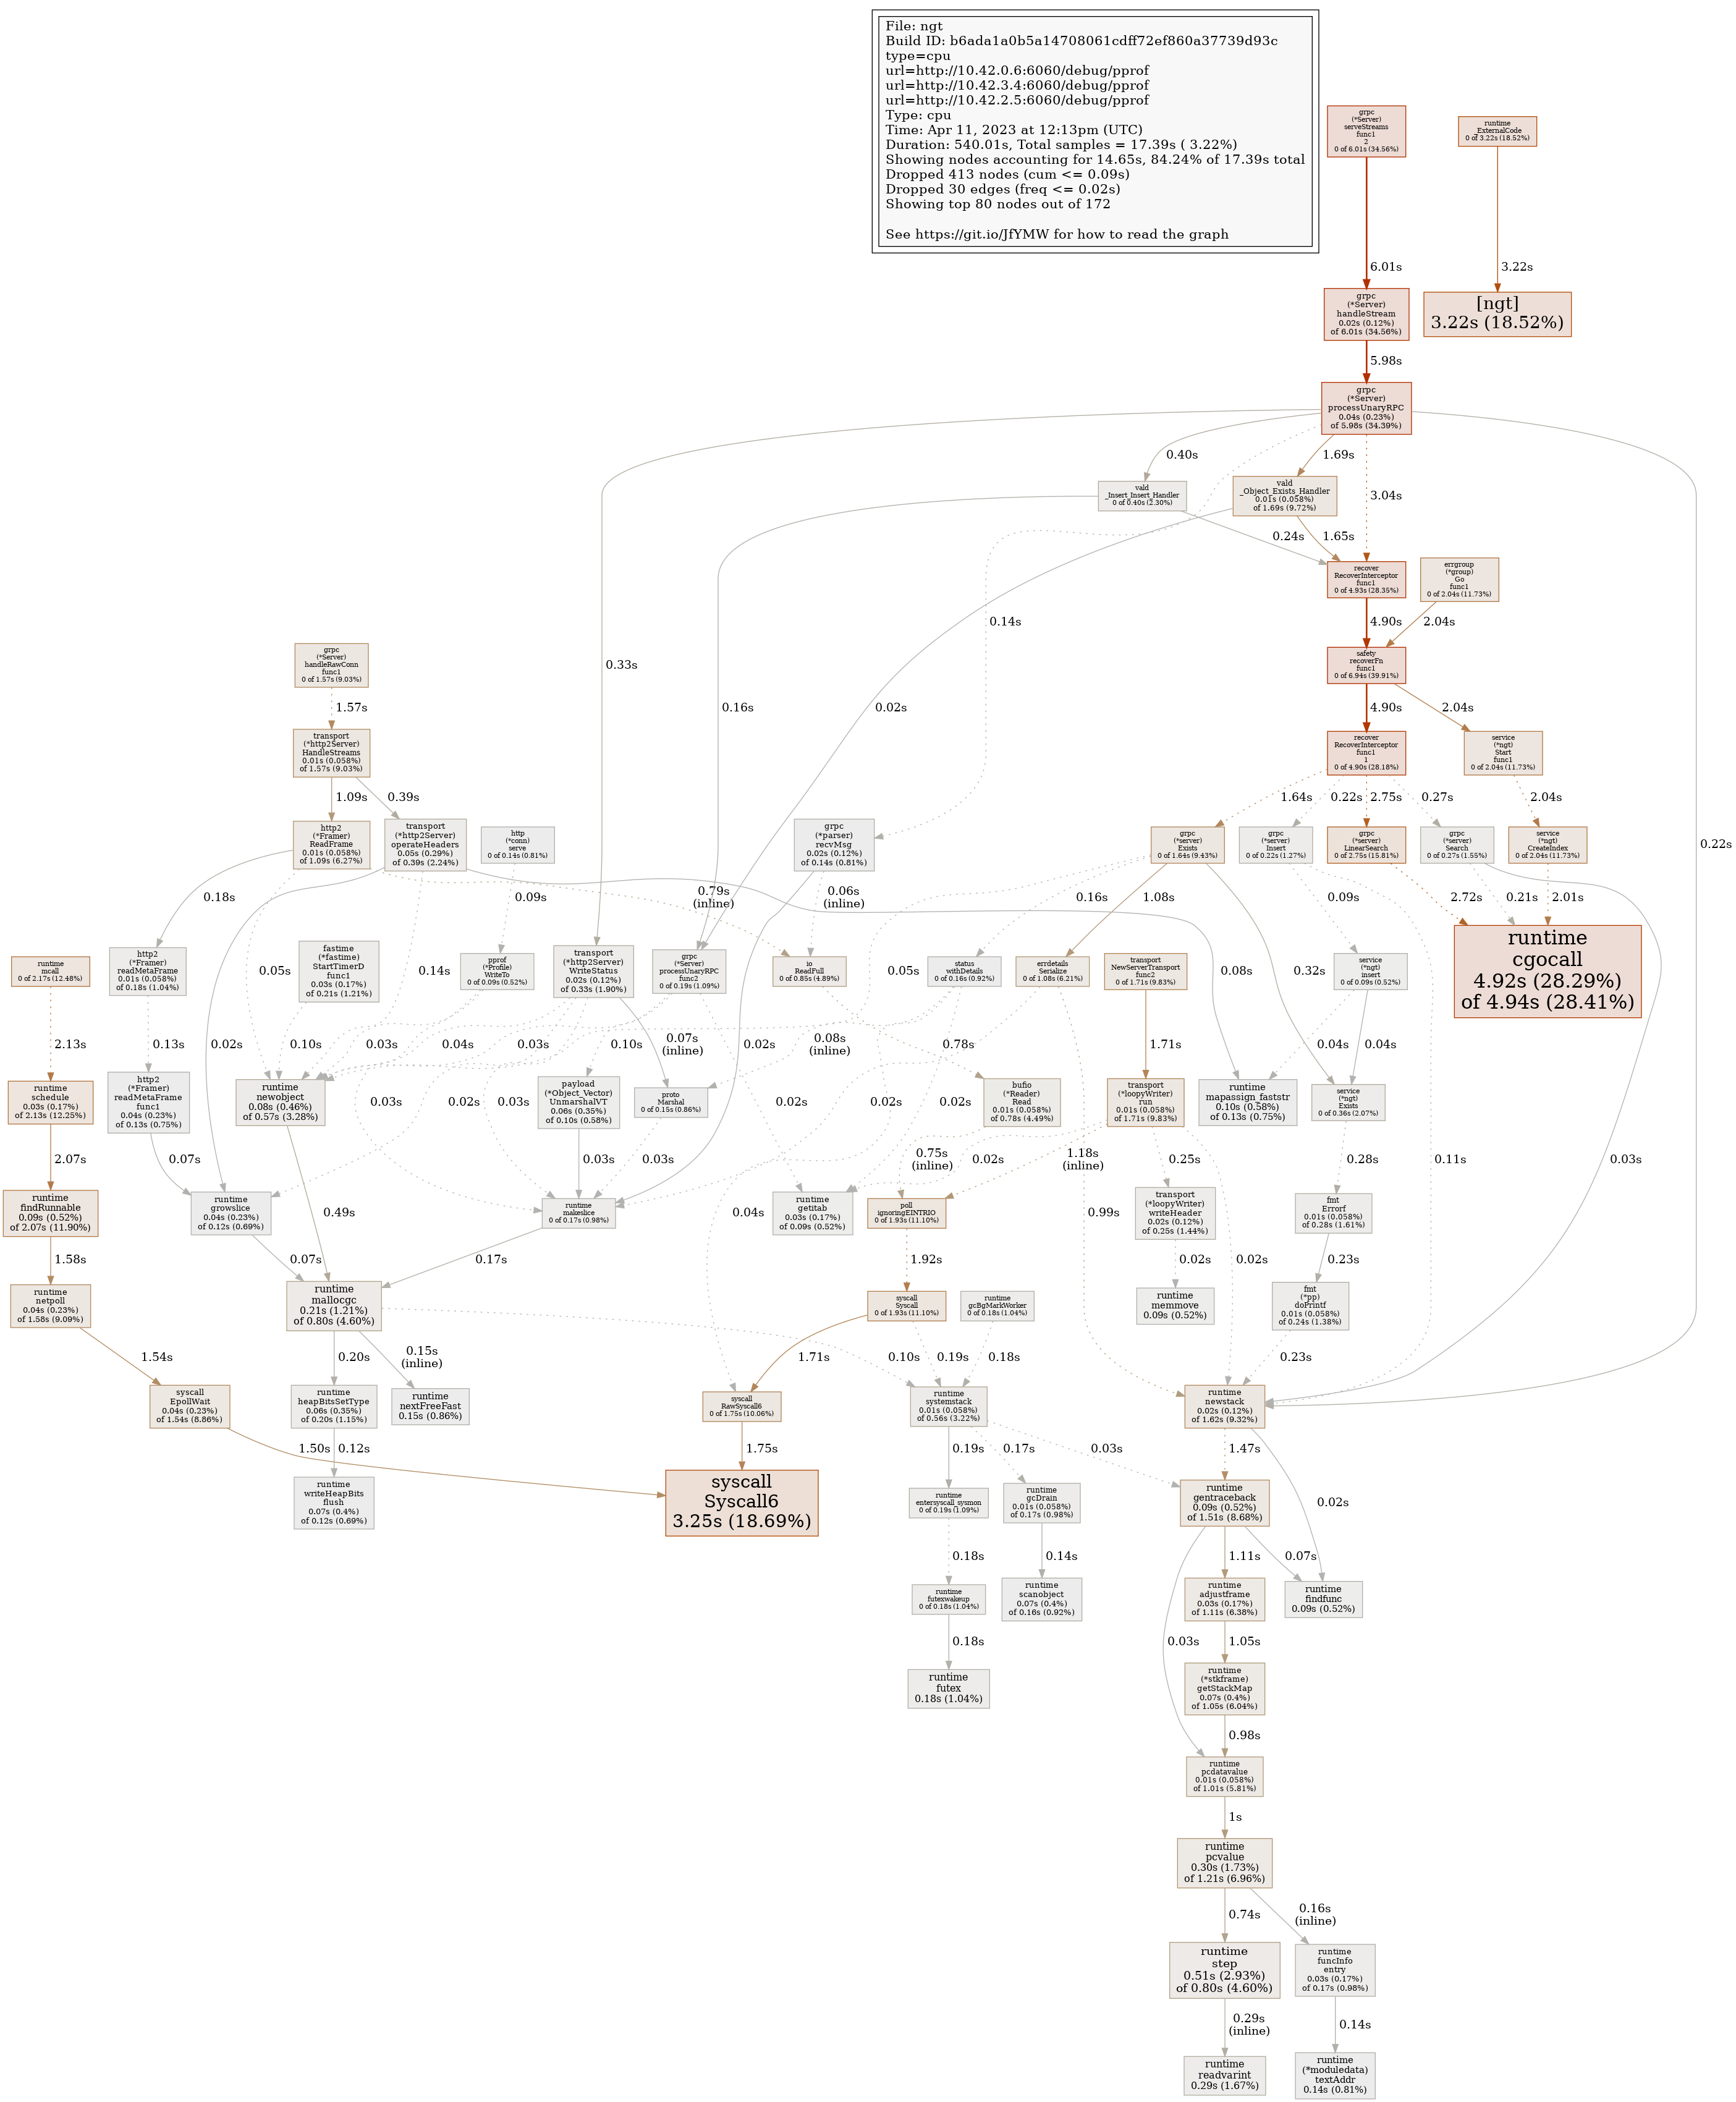 File: ngt
Build ID: b6ada1a0b5a14708061cdff72ef860a37739d93c
type=cpu
url=http://10.42.0.6:6060/debug/pprof
url=http://10.42.3.4:6060/debug/pprof
url=http://10.42.2.5:6060/debug/pprof
Type: cpu
Time: Apr 11, 2023 at 12:13pm (UTC)
Duration: 540.01s, Total samples = 17.39s ( 3.22%)
Showing nodes accounting for 14.65s, 84.24% of 17.39s total
Dropped 413 nodes (cum <= 0.09s)
Dropped 30 edges (freq <= 0.02s)
Showing top 80 nodes out of 172
See https://git.io/JfYMW for how to read the graph
grpc
(*Server)
serveStreams
func1
2
0 of 6.01s (34.56%)
runtime
_ExternalCode
0 of 3.22s (18.52%)
6.01s
3.22s
grpc
(*Server)
handleStream
0.02s (0.12%)
of 6.01s (34.56%)
[ngt]
3.22s (18.52%)
5.98s
grpc
(*Server)
processUnaryRPC
0.04s (0.23%)
of 5.98s (34.39%)
0.40s
1.69s
3.04s
0.22s
0.33s
0.14s
vald
_Insert_Insert_Handler
0 of 0.40s (2.30%)
vald
_Object_Exists_Handler
0.01s (0.058%)
of 1.69s (9.72%)
0.24s
1.65s
0.16s
0.02s
recover
RecoverInterceptor
func1
0 of 4.93s (28.35%)
errgroup
(*group)
Go
func1
0 of 2.04s (11.73%)
4.90s
2.04s
safety
recoverFn
func1
0 of 6.94s (39.91%)
4.90s
2.04s
grpc
(*Server)
handleRawConn
func1
0 of 1.57s (9.03%)
1.57s
transport
(*http2Server)
HandleStreams
0.01s (0.058%)
of 1.57s (9.03%)
1.09s
0.39s
recover
RecoverInterceptor
func1
1
0 of 4.90s (28.18%)
service
(*ngt)
Start
func1
0 of 2.04s (11.73%)
1.64s
0.22s
2.75s
0.27s
2.04s
http2
(*Framer)
ReadFrame
0.01s (0.058%)
of 1.09s (6.27%)
transport
(*http2Server)
operateHeaders
0.05s (0.29%)
of 0.39s (2.24%)
http
(*conn)
serve
0 of 0.14s (0.81%)
grpc
(*parser)
recvMsg
0.02s (0.12%)
of 0.14s (0.81%)
grpc
(*server)
Exists
0 of 1.64s (9.43%)
grpc
(*server)
Insert
0 of 0.22s (1.27%)
grpc
(*server)
LinearSearch
0 of 2.75s (15.81%)
grpc
(*server)
Search
0 of 0.27s (1.55%)
service
(*ngt)
CreateIndex
0 of 2.04s (11.73%)
0.18s
0.05s
0.79s
(inline)
0.02s
0.14s
0.08s
0.09s
0.06s
(inline)
0.02s
0.05s
0.16s
1.08s
0.32s
0.09s
0.11s
2.72s
0.21s
0.03s
2.01s
runtime
mcall
0 of 2.17s (12.48%)
http2
(*Framer)
readMetaFrame
0.01s (0.058%)
of 0.18s (1.04%)
fastime
(*fastime)
StartTimerD
func1
0.03s (0.17%)
of 0.21s (1.21%)
pprof
(*Profile)
WriteTo
0 of 0.09s (0.52%)
transport
(*http2Server)
WriteStatus
0.02s (0.12%)
of 0.33s (1.90%)
grpc
(*Server)
processUnaryRPC
func2
0 of 0.19s (1.09%)
io
ReadFull
0 of 0.85s (4.89%)
status
withDetails
0 of 0.16s (0.92%)
errdetails
Serialize
0 of 1.08s (6.21%)
transport
NewServerTransport
func2
0 of 1.71s (9.83%)
service
(*ngt)
insert
0 of 0.09s (0.52%)
runtime
cgocall
4.92s (28.29%)
of 4.94s (28.41%)
2.13s
0.13s
0.10s
0.03s
0.04s
0.03s
0.10s
0.07s
(inline)
0.08s
(inline)
0.78s
1.71s
0.04s
0.04s
0.03s
0.02s
0.03s
0.02s
0.02s
0.02s
0.04s
0.99s
runtime
schedule
0.03s (0.17%)
of 2.13s (12.25%)
http2
(*Framer)
readMetaFrame
func1
0.04s (0.23%)
of 0.13s (0.75%)
runtime
newobject
0.08s (0.46%)
of 0.57s (3.28%)
payload
(*Object_Vector)
UnmarshalVT
0.06s (0.35%)
of 0.10s (0.58%)
proto
Marshal
0 of 0.15s (0.86%)
bufio
(*Reader)
Read
0.01s (0.058%)
of 0.78s (4.49%)
transport
(*loopyWriter)
run
0.01s (0.058%)
of 1.71s (9.83%)
runtime
mapassign_faststr
0.10s (0.58%)
of 0.13s (0.75%)
service
(*ngt)
Exists
0 of 0.36s (2.07%)
2.07s
0.07s
0.49s
0.03s
0.03s
0.75s
(inline)
0.02s
1.18s
(inline)
0.25s
0.02s
0.28s
runtime
findRunnable
0.09s (0.52%)
of 2.07s (11.90%)
runtime
growslice
0.04s (0.23%)
of 0.12s (0.69%)
runtime
makeslice
0 of 0.17s (0.98%)
runtime
getitab
0.03s (0.17%)
of 0.09s (0.52%)
poll
ignoringEINTRIO
0 of 1.93s (11.10%)
transport
(*loopyWriter)
writeHeader
0.02s (0.12%)
of 0.25s (1.44%)
fmt
Errorf
0.01s (0.058%)
of 0.28s (1.61%)
1.58s
0.07s
0.17s
1.92s
0.02s
0.23s
runtime
netpoll
0.04s (0.23%)
of 1.58s (9.09%)
runtime
mallocgc
0.21s (1.21%)
of 0.80s (4.60%)
syscall
Syscall
0 of 1.93s (11.10%)
runtime
gcBgMarkWorker
0 of 0.18s (1.04%)
runtime
memmove
0.09s (0.52%)
fmt
(*pp)
doPrintf
0.01s (0.058%)
of 0.24s (1.38%)
1.54s
0.20s
0.15s
(inline)
0.10s
1.71s
0.19s
0.18s
0.23s
syscall
EpollWait
0.04s (0.23%)
of 1.54s (8.86%)
runtime
heapBitsSetType
0.06s (0.35%)
of 0.20s (1.15%)
runtime
nextFreeFast
0.15s (0.86%)
syscall
RawSyscall6
0 of 1.75s (10.06%)
runtime
systemstack
0.01s (0.058%)
of 0.56s (3.22%)
runtime
newstack
0.02s (0.12%)
of 1.62s (9.32%)
1.50s
0.12s
1.75s
0.19s
0.17s
0.03s
1.47s
0.02s
runtime
writeHeapBits
flush
0.07s (0.4%)
of 0.12s (0.69%)
syscall
Syscall6
3.25s (18.69%)
runtime
entersyscall_sysmon
0 of 0.19s (1.09%)
runtime
gcDrain
0.01s (0.058%)
of 0.17s (0.98%)
runtime
gentraceback
0.09s (0.52%)
of 1.51s (8.68%)
0.18s
0.14s
0.03s
1.11s
0.07s
runtime
futexwakeup
0 of 0.18s (1.04%)
runtime
scanobject
0.07s (0.4%)
of 0.16s (0.92%)
runtime
adjustframe
0.03s (0.17%)
of 1.11s (6.38%)
runtime
findfunc
0.09s (0.52%)
0.18s
1.05s
runtime
futex
0.18s (1.04%)
runtime
(*stkframe)
getStackMap
0.07s (0.4%)
of 1.05s (6.04%)
0.98s
runtime
pcdatavalue
0.01s (0.058%)
of 1.01s (5.81%)
1s
runtime
pcvalue
0.30s (1.73%)
of 1.21s (6.96%)
0.74s
0.16s
(inline)
runtime
step
0.51s (2.93%)
of 0.80s (4.60%)
runtime
funcInfo
entry
0.03s (0.17%)
of 0.17s (0.98%)
0.29s
(inline)
0.14s
runtime
readvarint
0.29s (1.67%)
runtime
(*moduledata)
textAddr
0.14s (0.81%)